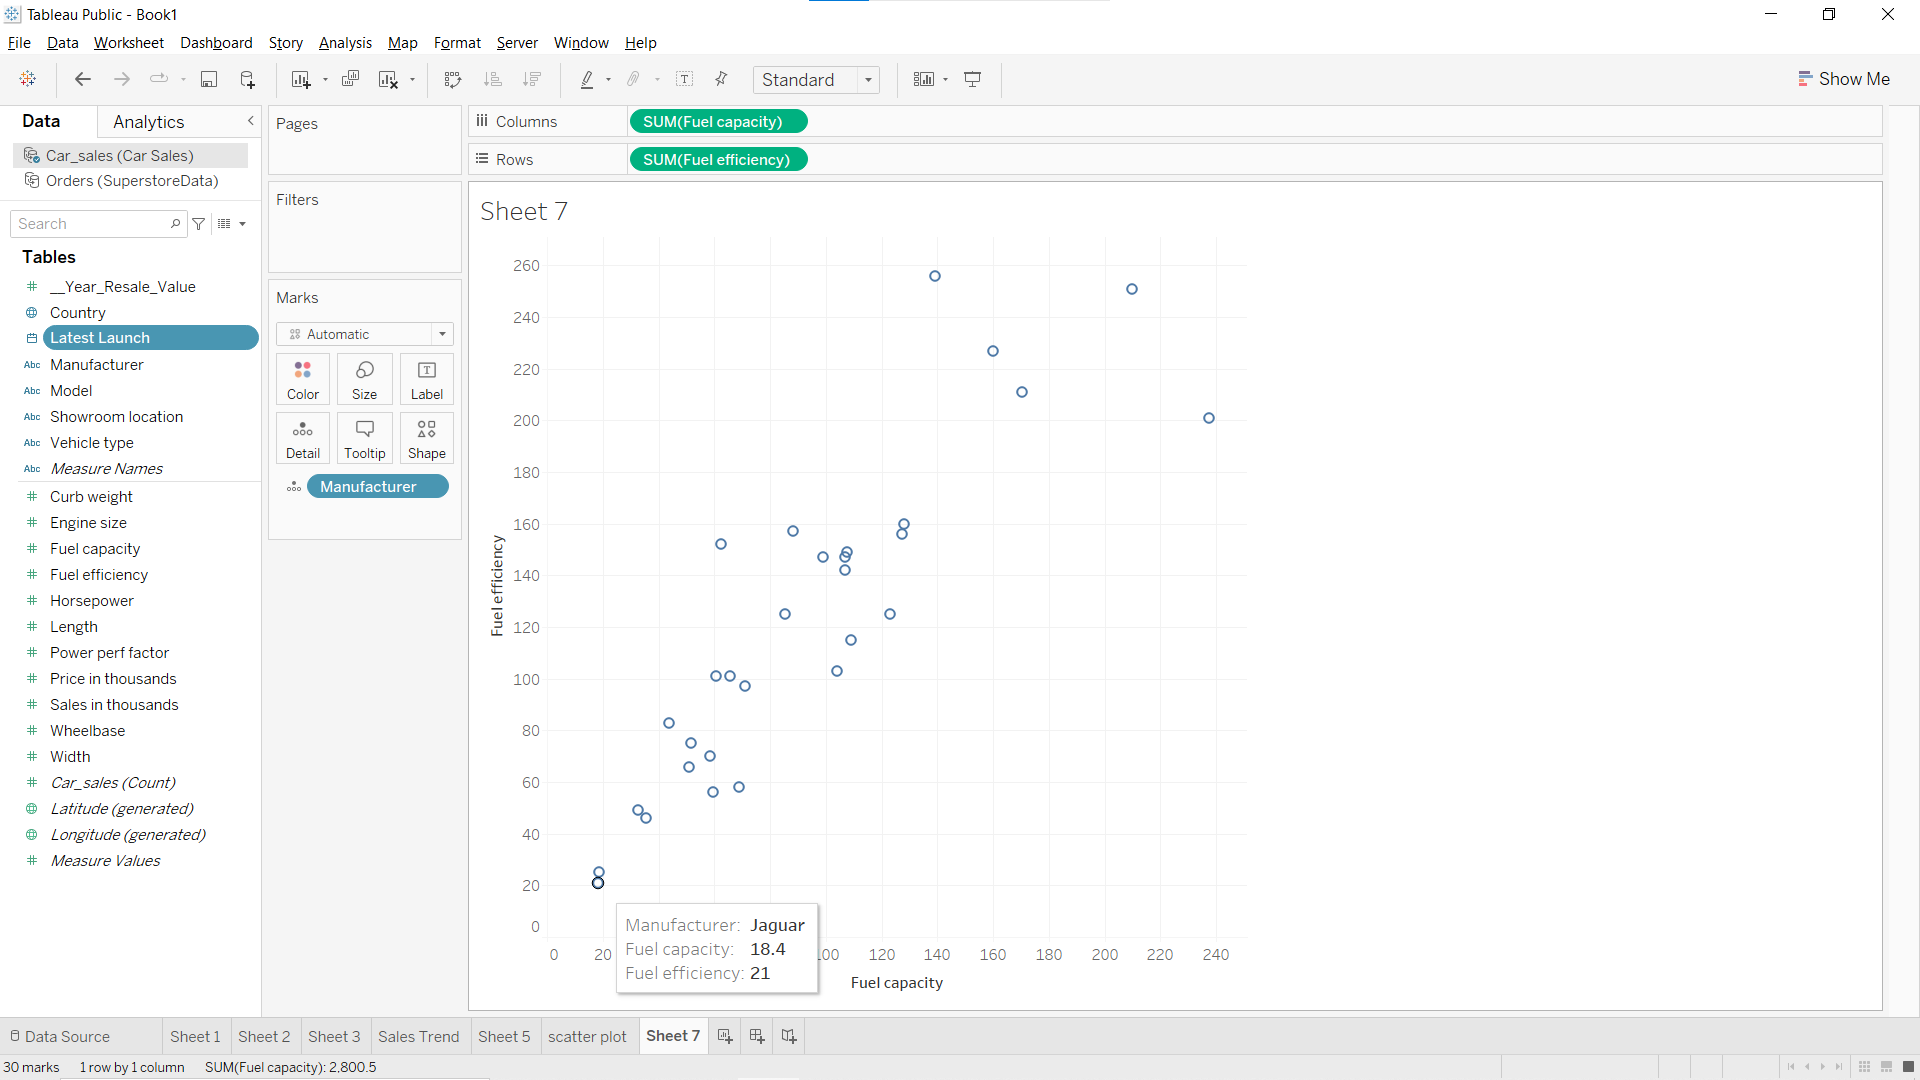 Tableau Public - Book1
File Data Worksheet Dashboard Story Analysis Map Format Server Window Help
Standard
Show Me
Data Analytics
Car_sales (Car Sales)
Orders (SuperstoreData)
Search
Tables
__Year_Resale_Value
Country
Latest Launch
Abc Manufacturer
Abc Model
Abc Showroom location
Abc Vehicle type
Abc Measure Names
Curb weight
Engine size
Fuel capacity
Fuel efficiency
Horsepower
Length
Power perf factor
Price in thousands
Sales in thousands
Wheelbase
Width
Car_sales (Count)
Latitude (generated)
Longitude (generated)
Measure Values
Pages
Filters
Marks
Automatic
Color Size Label
Detail Tooltip Shape
Manufacturer
Columns SUM(Fuel capacity)
Rows SUM(Fuel efficiency)
Sheet 7
260
240
220
200
180
160
140
120
100
80
60
40
20
0
Fuel efficiency
0 20 100 120 140 160 180 200 220 240
Fuel capacity
Manufacturer: Jaguar
Fuel capacity: 18.4
Fuel efficiency: 21
Data Source Sheet 1 Sheet 2 Sheet 3 Sales Trend Sheet 5 scatter plot Sheet 7
30 marks 1 row by 1 column SUM(Fuel capacity): 2,800.5